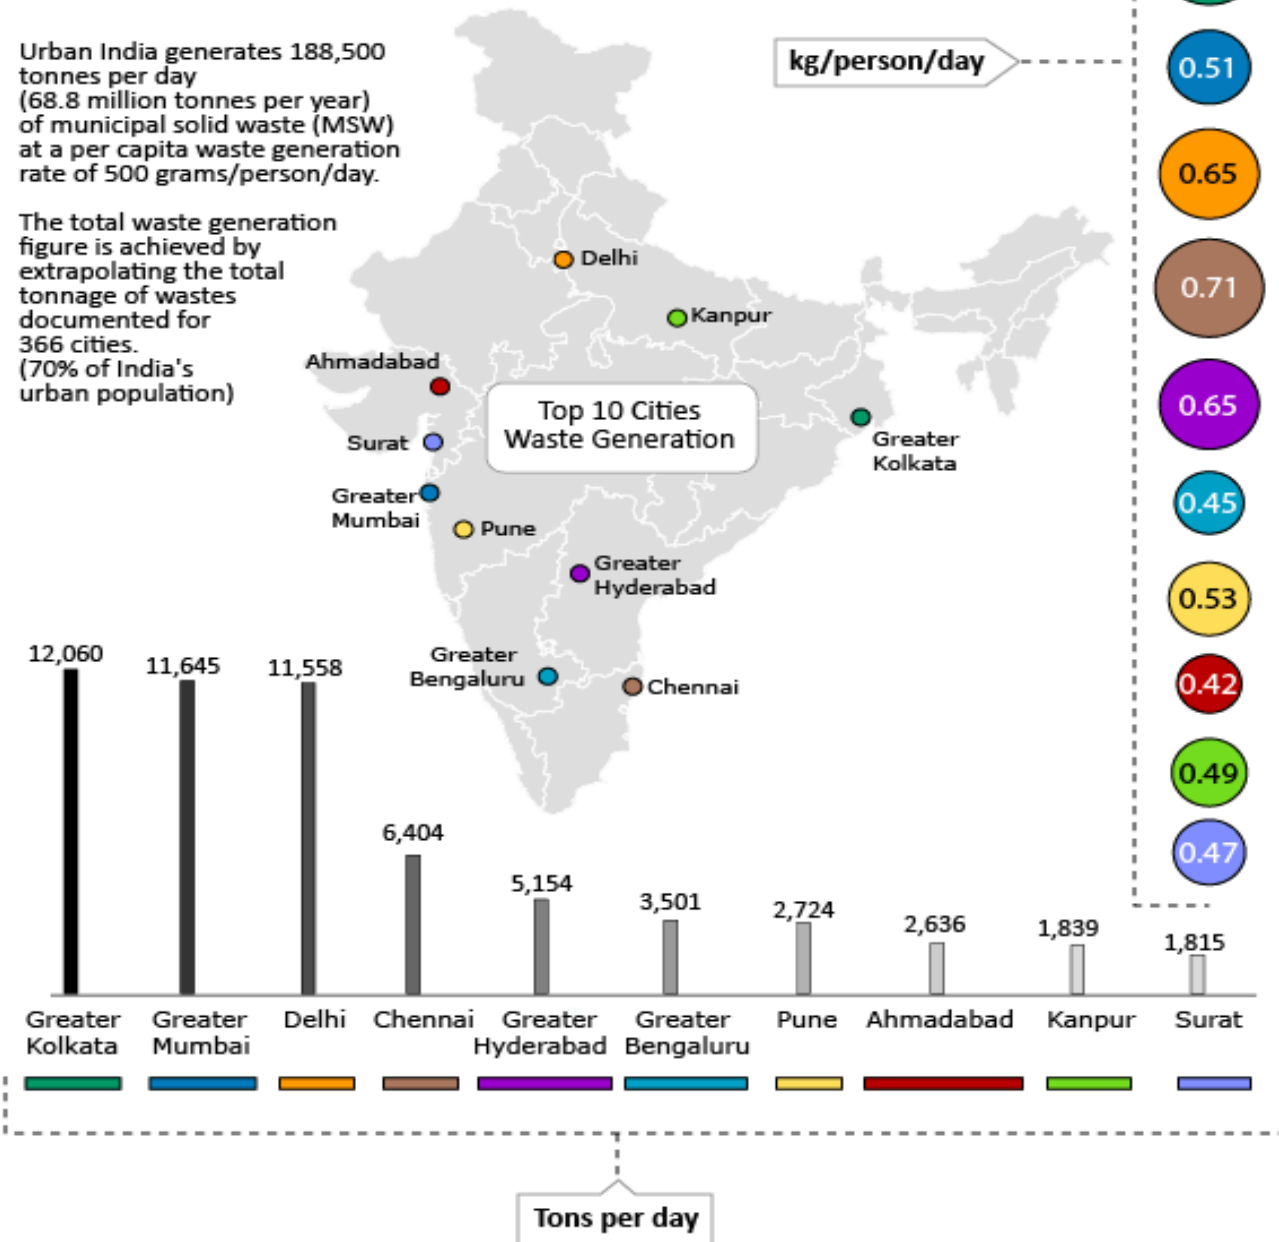 Urban India generates 188,500
tonnes per day
(68.8 million tonnes per year)
of municipal solid waste (MSW)
at a per capita waste generation
rate of 500 grams/person/day.
The total waste generation
figure is achieved by
extrapolating the total
tonnage of wastes
documented for
366 cities.
(70% of India's
urban population)
kg/person/day
0.51
0.65
0.71
0.65
0.45
0.53
0.42
0.49
0.47
Delhi
Kanpur
Ahmadabad
Top 10 Cities
Waste Generation
Surat
Greater
Kolkata
Greater
Mumbai
Pune
Greater
Hyderabad
Greater
Bengaluru
Chennai
12,060
11,645
11,558
6,404
5,154
3,501
2,724
2,636
1,839
1,815
Greater
Kolkata
Greater
Mumbai
Delhi
Chennai
Greater
Hyderabad
Greater
Bengaluru
Pune
Ahmadabad
Kanpur
Surat
Tons per day